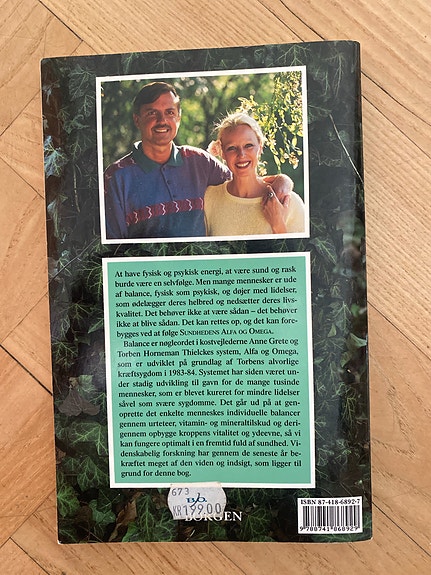 At have fysisk og psykisk energi, at være sund og rask
burde være en selvfølge. Men mange mennesker er ude
af balance, fysisk som psykisk, og døjer med lidelser,
som ødelægger deres helbred og nedsætter deres livs-
kvalitet. Det behøver ikke at være sådan – det behøver
ikke at blive sådan. Det kan rettes op, og det kan fore-
bygges ved at følge SUNDHEDENS ALFA OG OMEGA.
Balance er nøgleordet i kostvejlederne Anne Grete og
Torben Horneman Thielckes system, Alfa og Omega,
som er udviklet på grundlag af Torbens alvorlige
kræftsygdom i 1983-84. Systemet har siden været un-
der stadig udvikling til gavn for de mange tusinde
mennesker, som er blevet kureret for mindre lidelser
såvel som svære sygdomme. Det går ud på at gen-
oprette det enkelte menneskes individuelle balancer
gennem urteteer, vitamin- og mineraltilskud og deri-
gennem opbygge kroppens vitalitet og ydeevne, så vi
kan fungere optimalt i en fremtid fuld af sundhed. Vi-
denskabelig forskning har gennem de seneste år be-
kræftet meget af den viden og indsigt, som ligger til
grund for denne bog.
673
B.O.
KR199.00
BORGEN
ISBN 87-418-6892-7
9 788741 868929